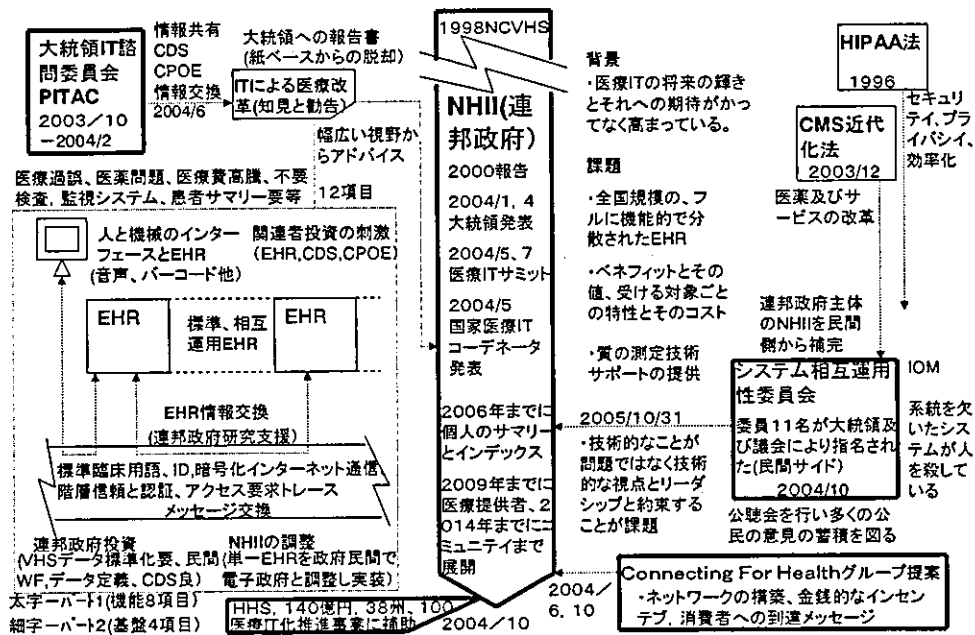 大統領IT諮
問委員会
PITAC
2003/10
-2004/2
情報共有
CDS
CPOE
情報交換
2004/6
大統領への報告書
(紙ベースからの脱却)
ITによる医療改
革(知見と勧告)
幅広い視野か
らアドバイス
12項目
医療過誤、医薬問題、医療費高騰、不要
検査、監視システム、患者サマリー要等
人と機械のインター
フェースとEHR
(音声、バーコード他)
関連者投資の刺激
(EHR,CDS,CPOE)
EHR
標準、相互
運用EHR
EHR
EHR情報交換
(連邦政府研究支援)
標準臨床用語、ID,暗号化インターネット通信,
階層信頼と認証、アクセス要求トレース
メッセージ交換
連邦政府投資
(VHSデータ標準化要、民間
WF,データ定義、CDS良)
NHIIの調整
(単一EHRを政府民間で
電子政府と調整し実装)
太字ーパート1(機能8項目)
細字ーパート2(基盤4項目)
HHS, 140億円, 38州, 100
医療IT化推進事業に補助
1998NCVHS
NHII(連
邦政府)
2000報告
2004/1, 4
大統領発表
2004/5、7
医療ITサミット
2004/5
国家医療IT
コーデネータ
発表
2006年までに
個人のサマリー
とインデックス
2009年までに
医療提供者、2
014年までにコ
ミュニテイまで
展開
2004/10
背景
・医療ITの将来の輝き
とそれへの期待がかっ
てなく高まっている。
課題
・全国規模の、フ
ルに機能的で分
散されたEHR
・ベネフィットとその
値、受ける対象ごと
の特性とそのコスト
・質の測定技術
サポートの提供
2005/10/31
・技術的なことが
問題ではなく技術
的な視点とリーダ
シップと約束する
ことが課題
2004/
6, 10
HIPAA法
1996
セキュリ
テイ、プラ
イバシイ、
効率化
CMS近代
化法
2003/12
医薬及びサ
ービスの改革
連邦政府主体
のNHIIを民間
側から補完
システム相互運用
性委員会
委員11名が大統領及
び議会により指名され
た(民間サイド)
2004/10
IOM
系統を欠
いたシス
テムが人
を殺して
いる
公聴会を行い多くの公
民の意見の蓄積を図る
Connecting For Healthグループ提案
・ネットワークの構築、金銭的なインセン
テブ, 消費者への到達メッセージ